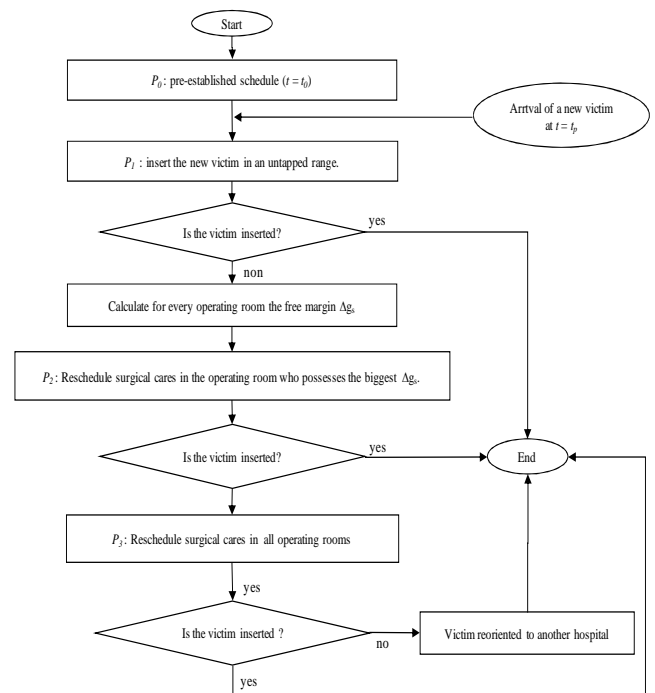 Start
P0 : pre-established schedule (t = t0)
Arrtval of a new victim
at t = tp
P1 : insert the new victim in an untapped range.
Is the victim inserted?
yes
non
Calculate for every operating room the free margin Δgs
P2: Reschedule surgical cares in the operating room who possesses the biggest Δgs.
Is the victim inserted?
yes
End
P3: Reschedule surgical cares in all operating rooms
yes
Is the victim inserted ?
no
Victim reoriented to another hospital
yes